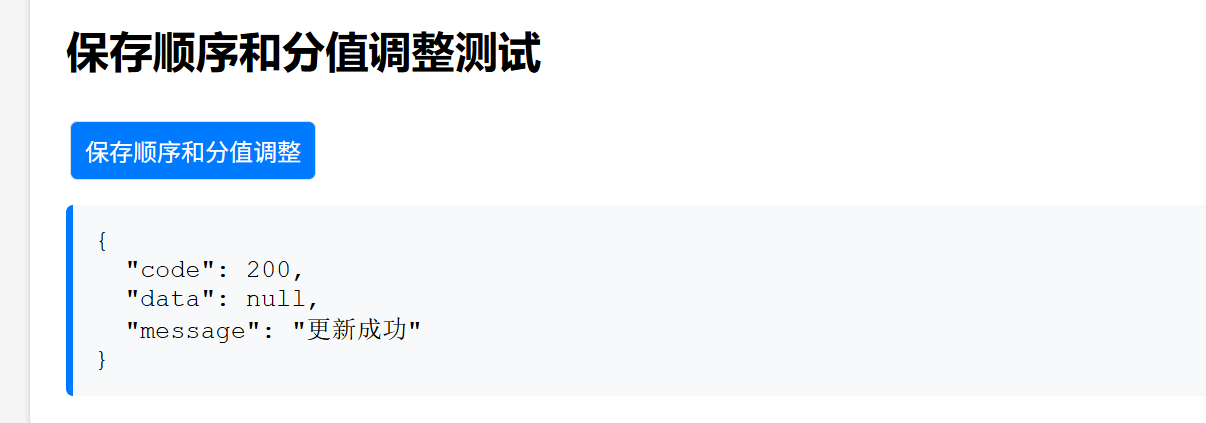 保存顺序和分值调整测试
保存顺序和分值调整
{
  "code": 200,
  "data": null,
  "message": "更新成功"
}